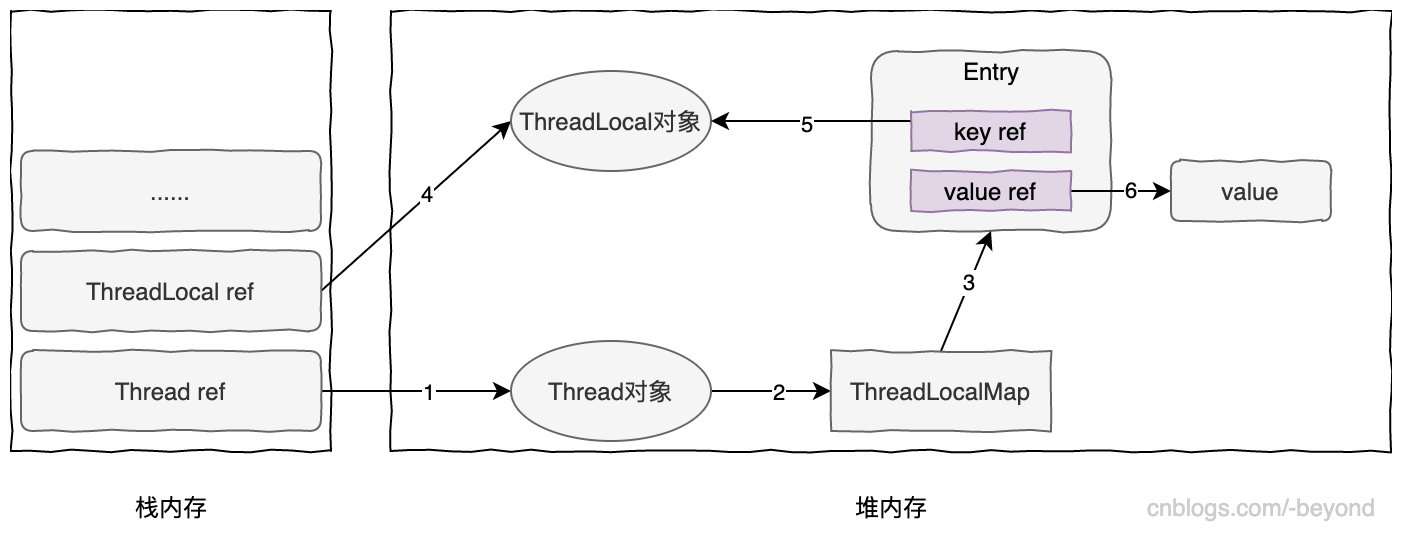 Entry
ThreadLocal对象
5
key ref
4
......
value ref
6
value
ThreadLocal ref
3
Thread ref
1
Thread对象
2
ThreadLocalMap
栈内存
堆内存
cnblogs.com/-beyond